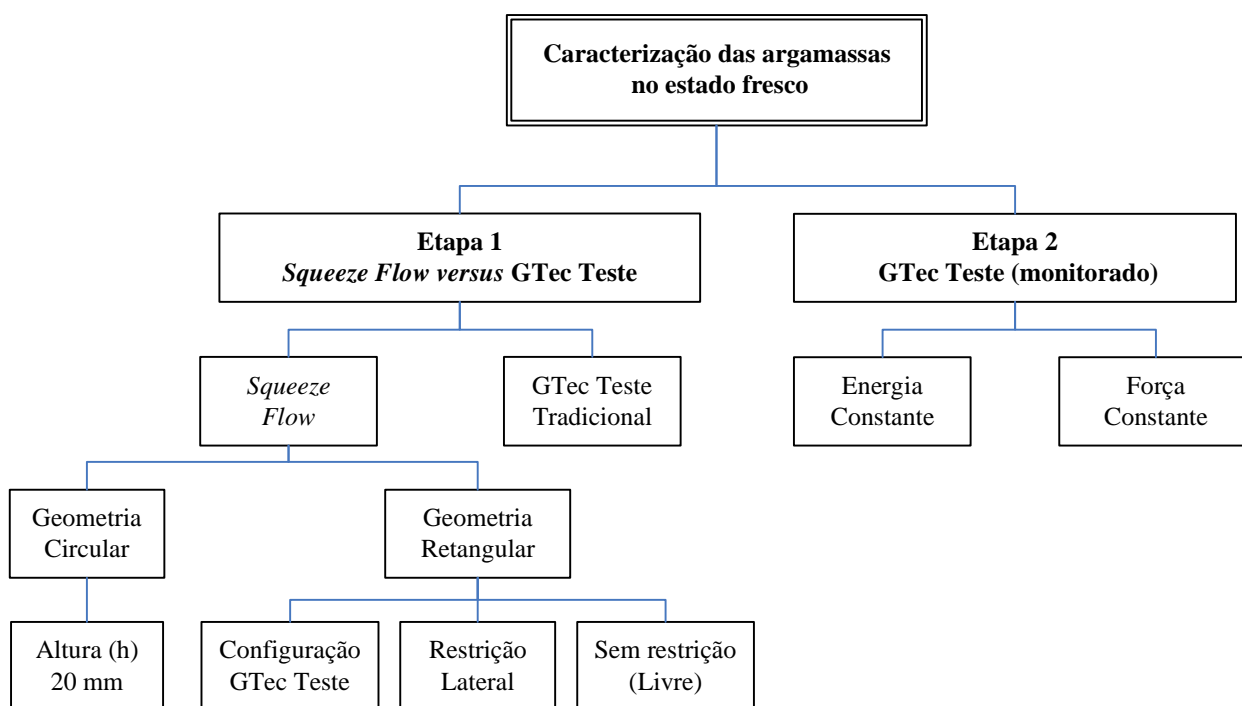 Caracterização das argamassas
no estado fresco
Etapa 1
Squeeze Flow versus GTec Teste
Etapa 2
GTec Teste (monitorado)
Squeeze
Flow
GTec Teste
Tradicional
Energia
Constante
Força
Constante
Geometria
Circular
Geometria
Retangular
Altura (h)
20 mm
Configuração
GTec Teste
Restrição
Lateral
Sem restrição
(Livre)